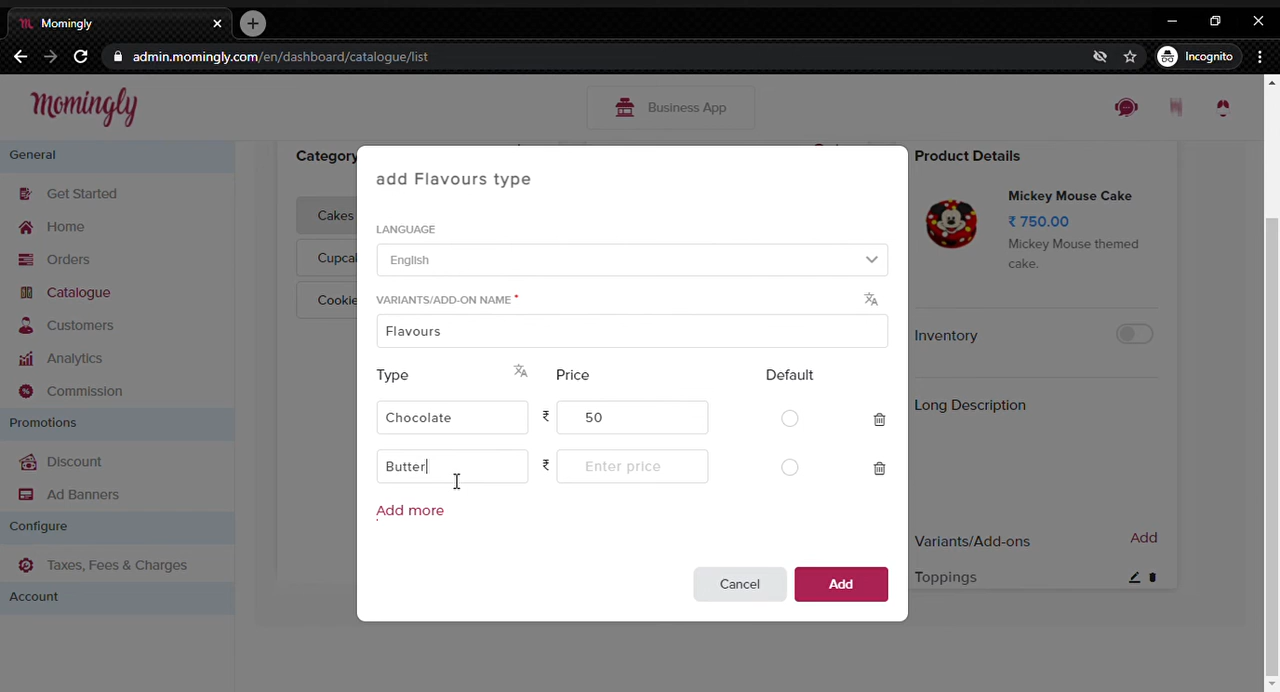 Momingly
admin.momingly.com/en/dashboard/catalogue/list
Incognito
Momingly
Business App
General
Get Started
Home
Orders
Catalogue
Customers
Analytics
Commission
Promotions
Discount
Ad Banners
Configure
Taxes, Fees & Charges
Account
Category
Cakes
Cupca
Cookie
add Flavours type
LANGUAGE
English
VARIANTS/ADD-ON NAME *
Flavours
Type Price Default
Chocolate ₹ 50
Butter ₹ Enter price
Add more
Cancel Add
Product Details
Mickey Mouse Cake
₹ 750.00
Mickey Mouse themed
cake.
Inventory
Long Description
Variants/Add-ons Add
Toppings